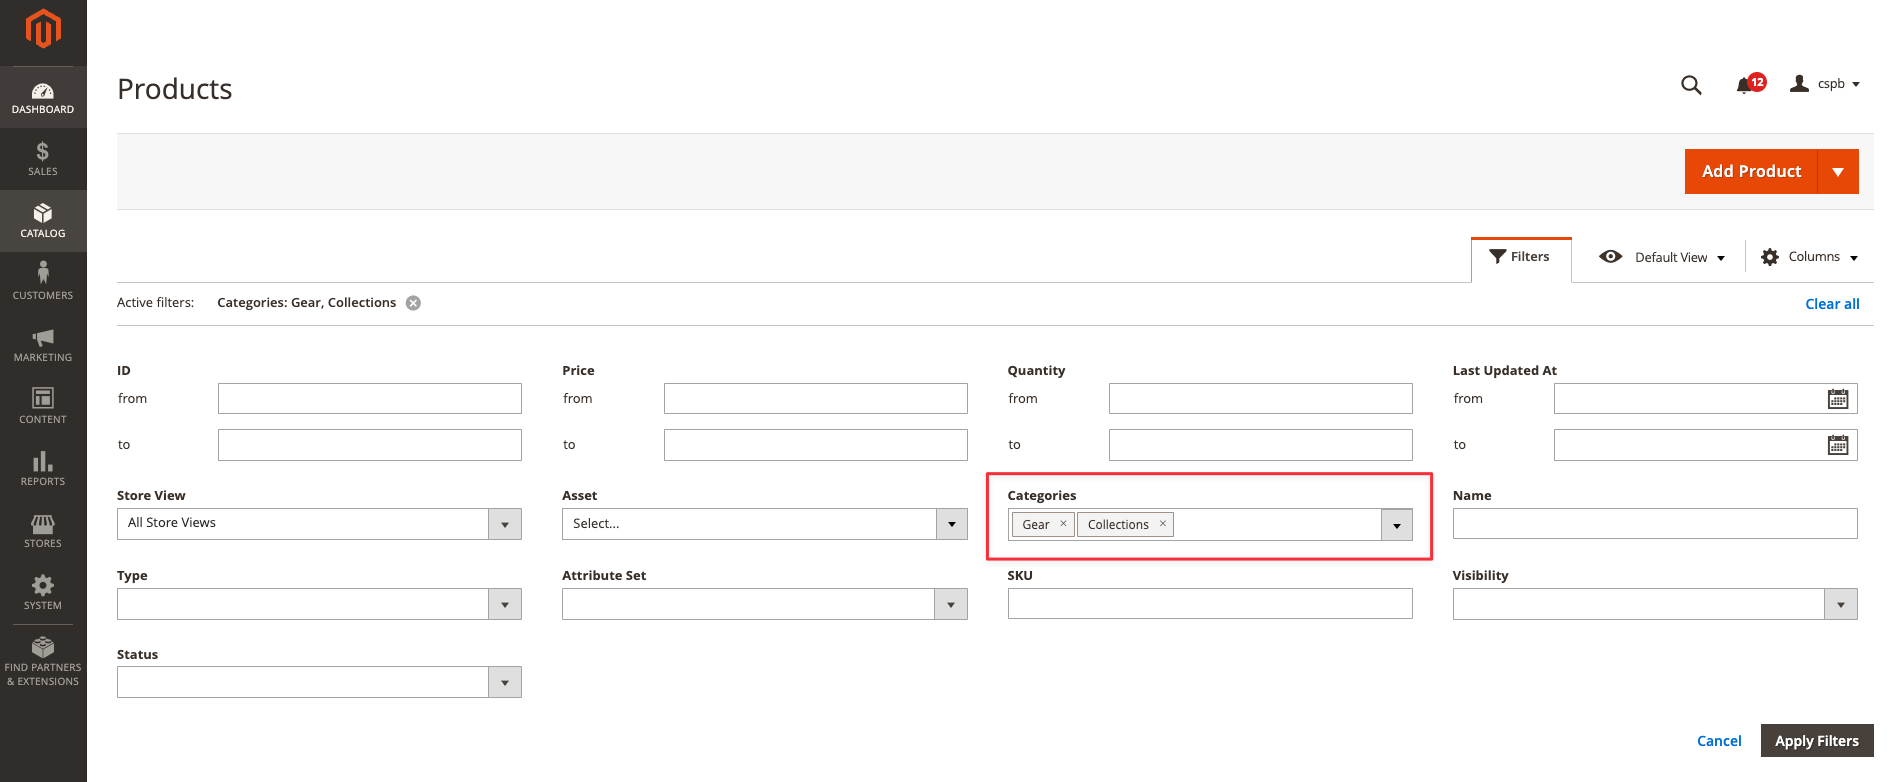 DASHBOARD
SALES
CATALOG
CUSTOMERS
MARKETING
CONTENT
REPORTS
STORES
SYSTEM
FIND PARTNERS
& EXTENSIONS
Products
12
cspb
Add Product
Filters
Default View
Columns
Active filters: Categories: Gear, Collections
Clear all
ID
from
to
Price
from
to
Quantity
from
to
Last Updated At
from
to
Store View
All Store Views
Asset
Select...
Categories
Gear × Collections ×
Name
Type
Attribute Set
SKU
Visibility
Status
Cancel
Apply Filters